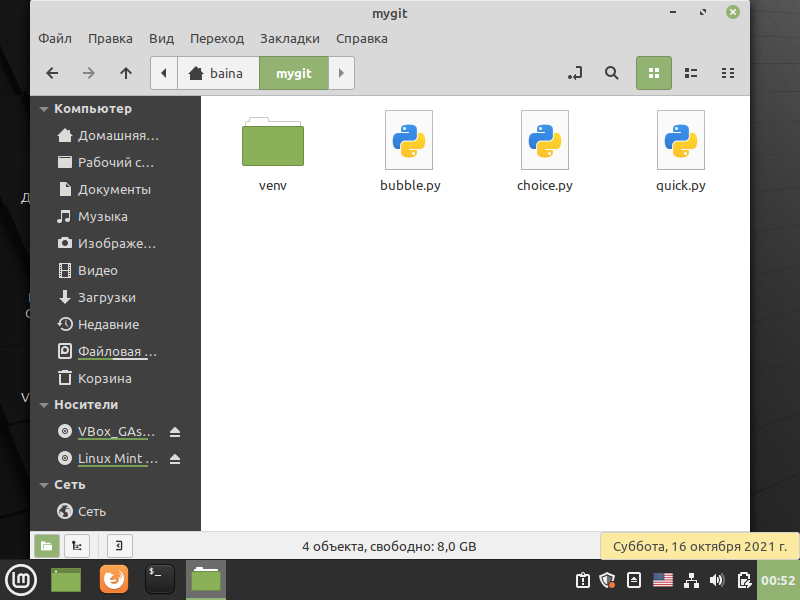 mygit
Файл Правка Вид Переход Закладки Справка
baina mygit
Компьютер
Домашняя...
Рабочий с...
Документы
Музыка
Изображе...
Видео
Загрузки
Недавние
Файловая ...
Корзина
Носители
VBox_GAs...
Linux Mint ...
Сеть
Сеть
venv bubble.py choice.py quick.py
4 объекта, свободно: 8,0 GB
Суббота, 16 октября 2021 г.
00:52